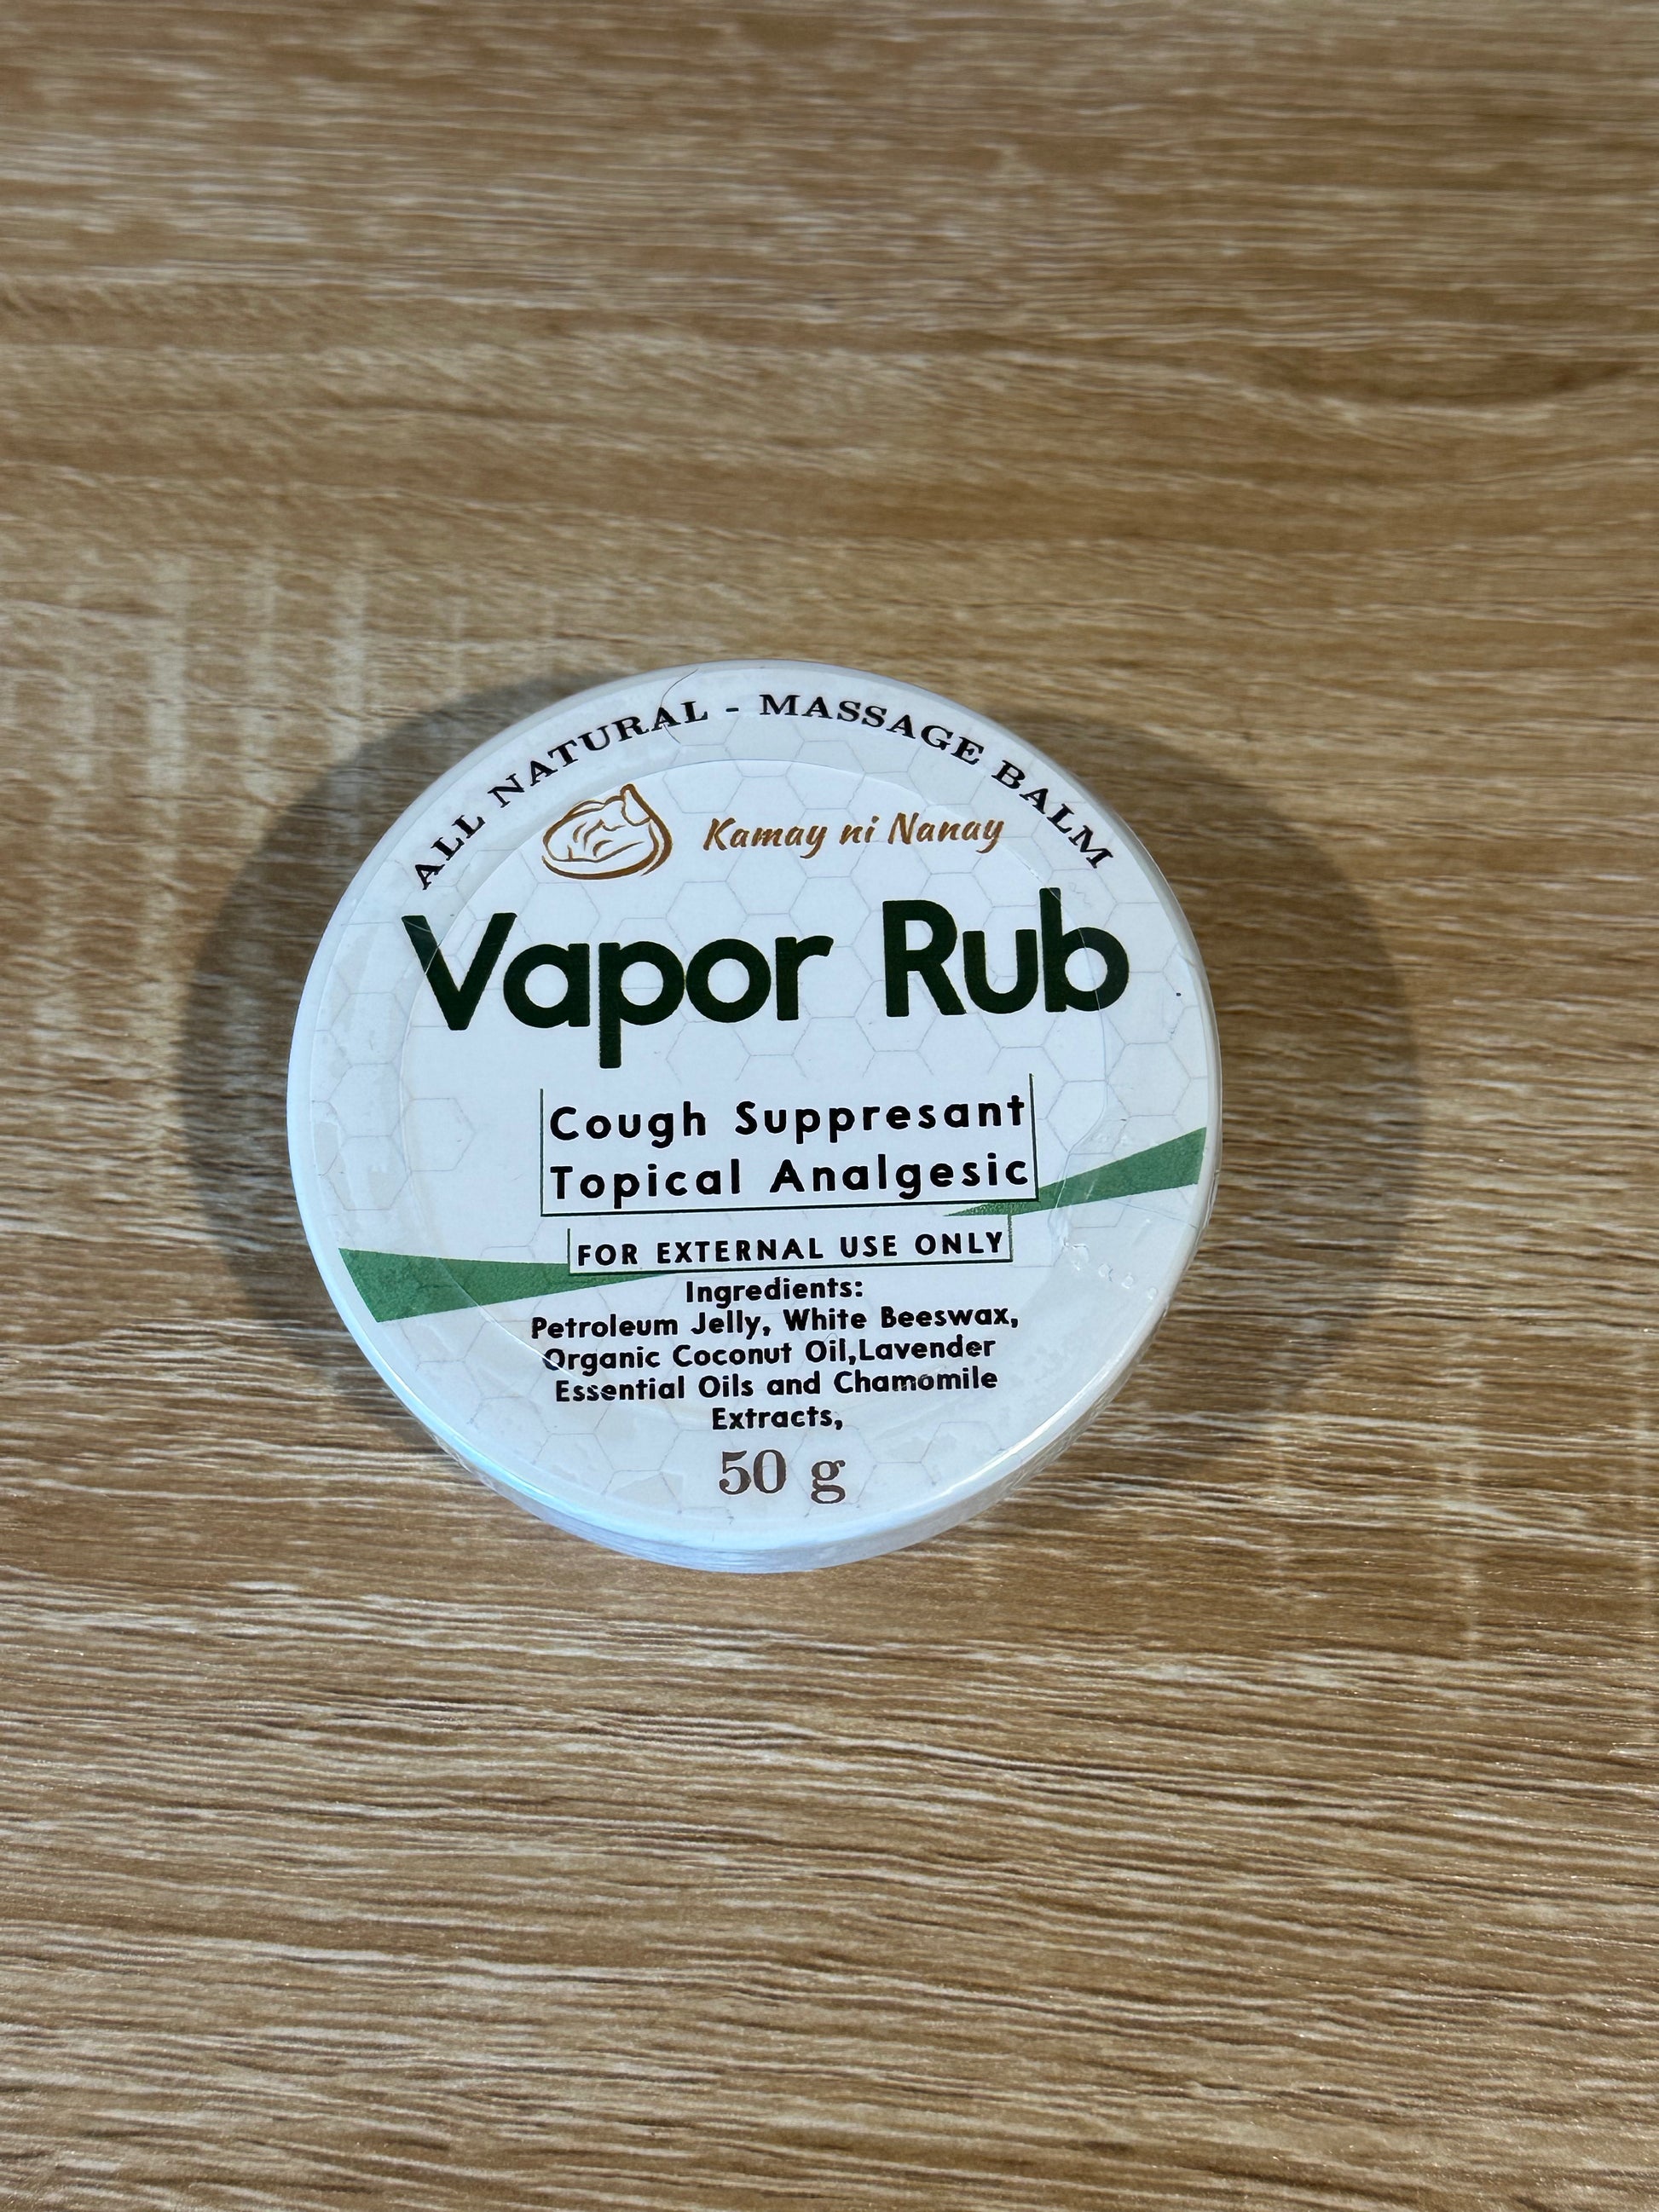 ALL NATURAL - MASSAGE BALM
Kamay ni Nanay
Vapor Rub
Cough Suppresant
Topical Analgesic
FOR EXTERNAL USE ONLY
Ingredients:
Petroleum Jelly, White Beeswax,
Organic Coconut Oil,Lavender
Essential Oils and Chamomile
Extracts,
50 g